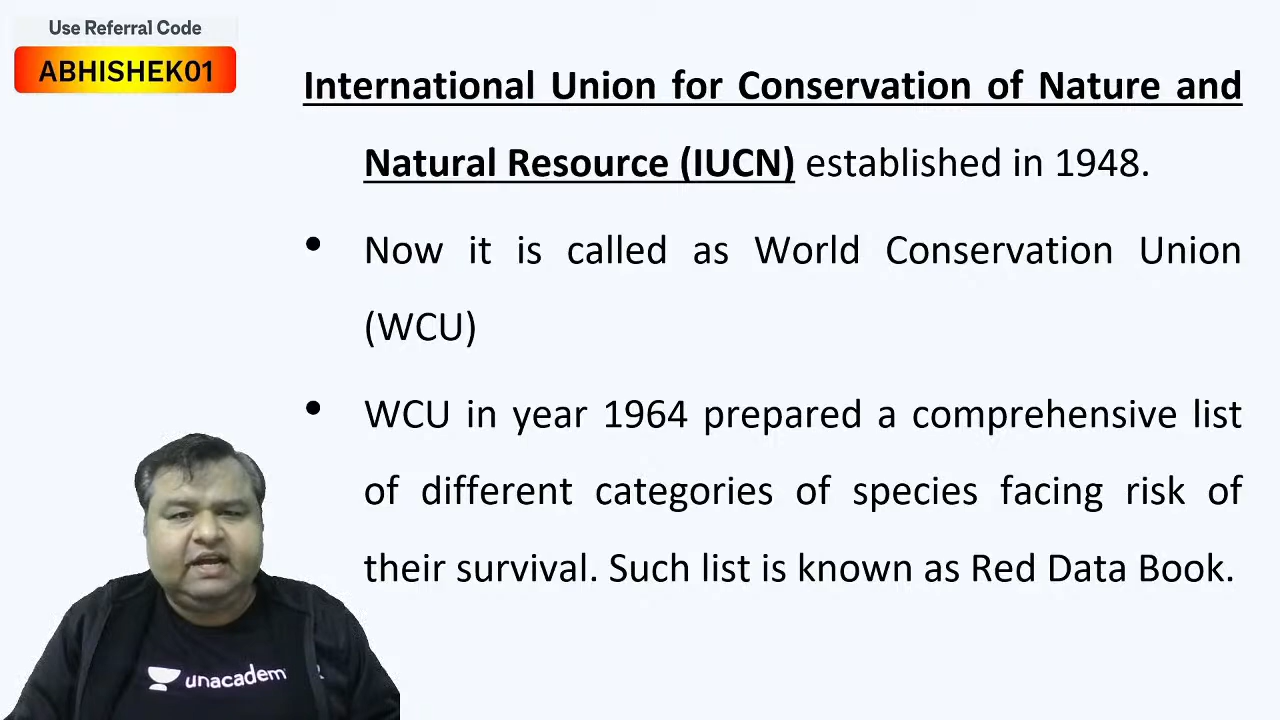 Use Referral Code
ABHISHEK01
International Union for Conservation of Nature and
Natural Resource (IUCN) established in 1948.
• Now it is called as World Conservation Union
(WCU)
• WCU in year 1964 prepared a comprehensive list
of different categories of species facing risk of
their survival. Such list is known as Red Data Book.
unacadem